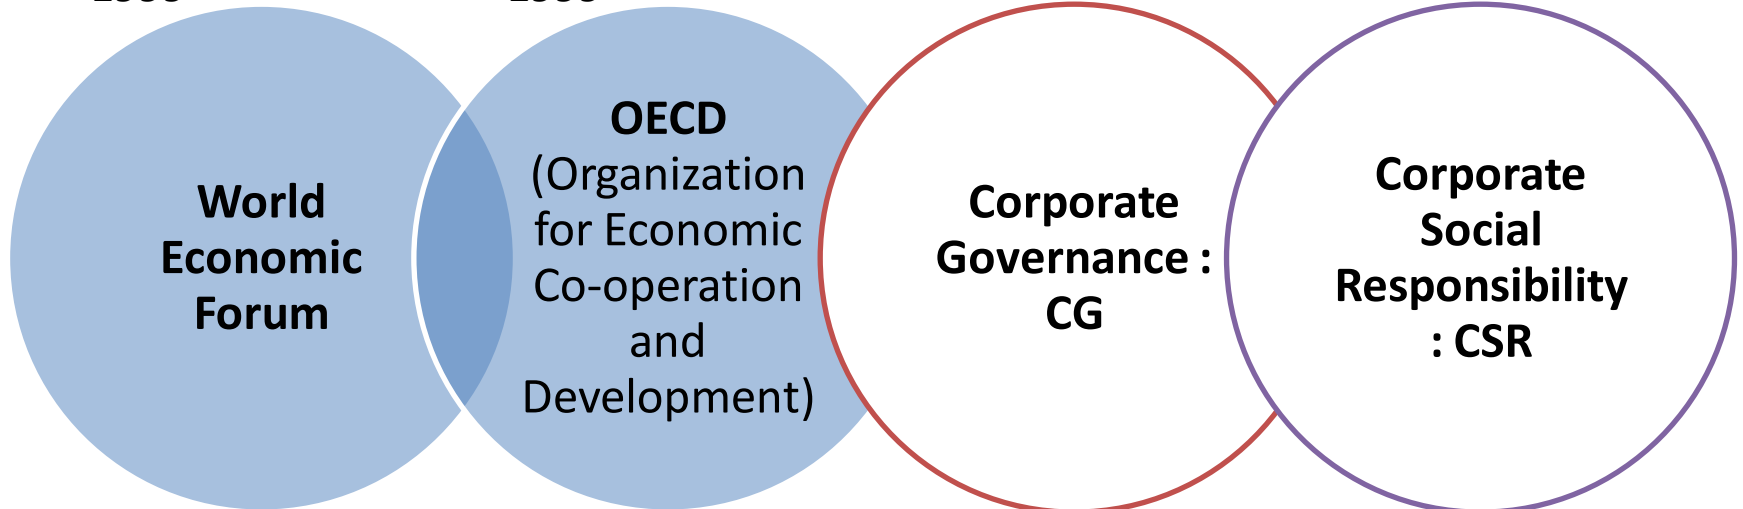 World
Economic
Forum
OECD
(Organization
for Economic
Co-operation
and
Development)
Corporate
Governance :
CG
Corporate
Social
Responsibility
: CSR